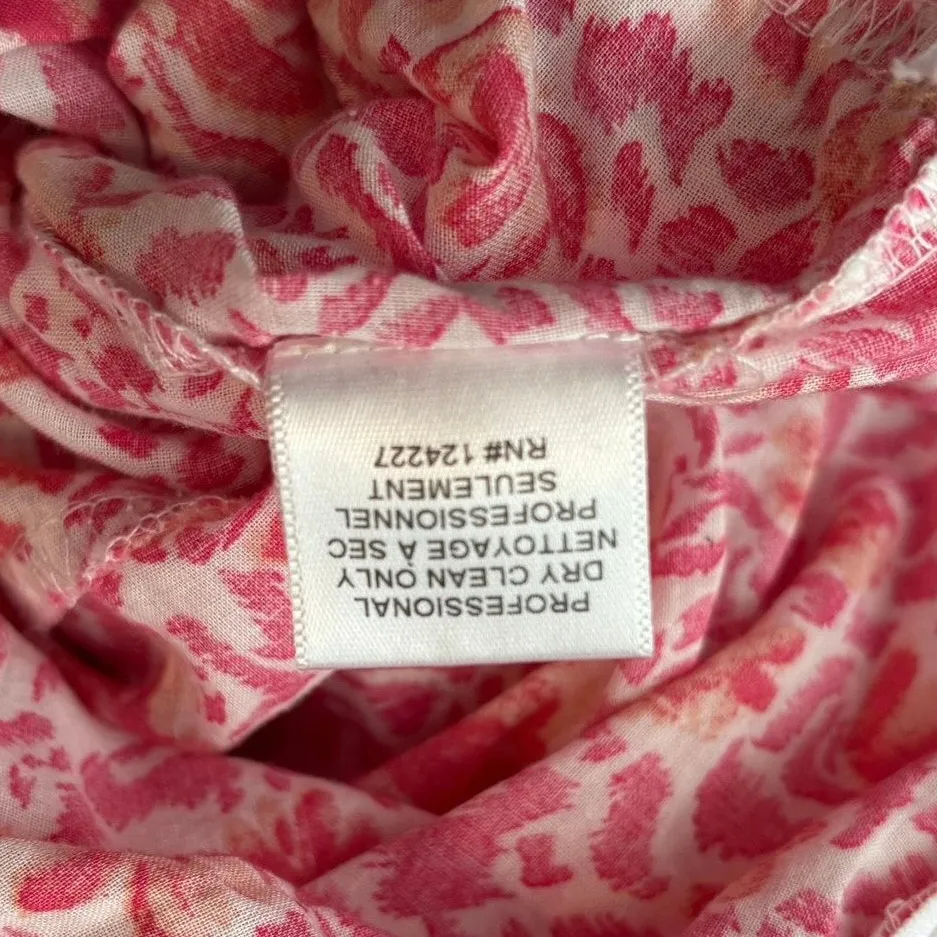 PROFESSIONAL
DRY CLEAN ONLY
NETTOYAGE À SEC
PROFESSIONNEL
SEULEMENT
RN# 124227